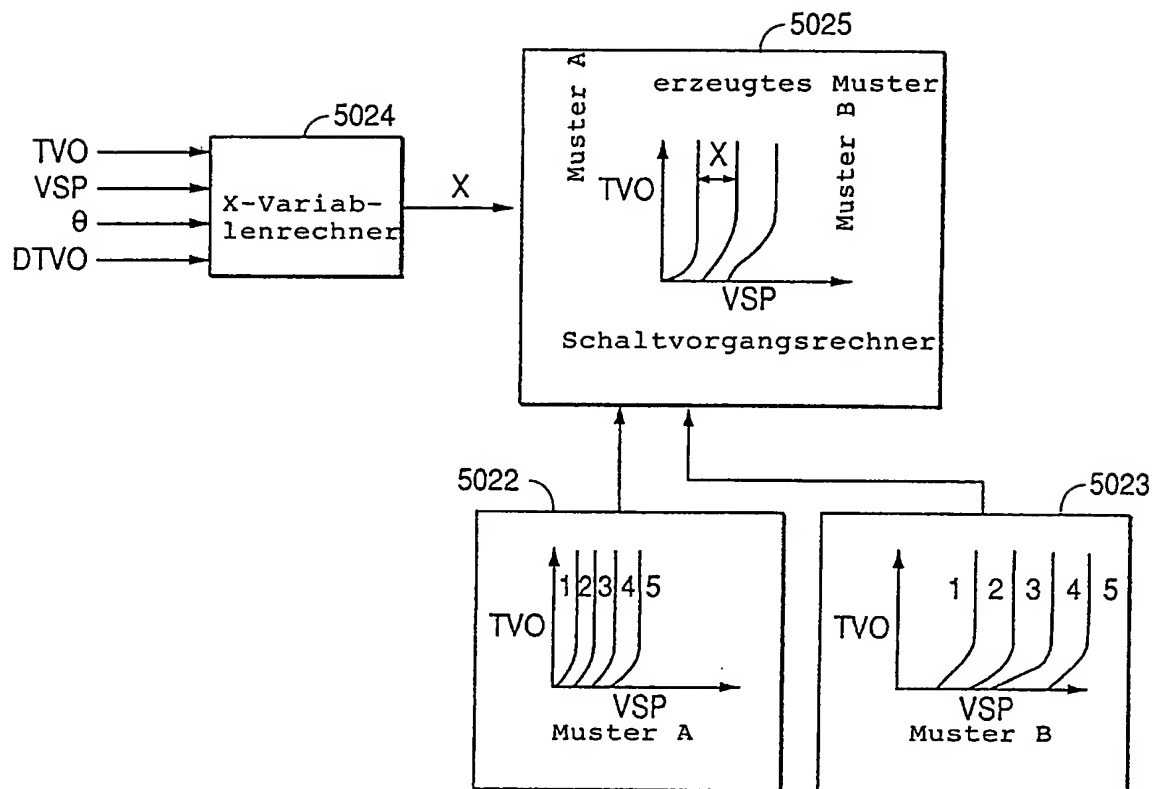 5025
Muster A
erzeugtes Muster
Muster B
5024
TVO
VSP
θ
DTVO
X-Variab-
lenrechner
X
X
TVO
VSP
Schaltvorgangsrechner
5022
1 2 3 4 5
TVO
VSP
Muster A
5023
1 2 3 4 5
TVO
VSP
Muster B